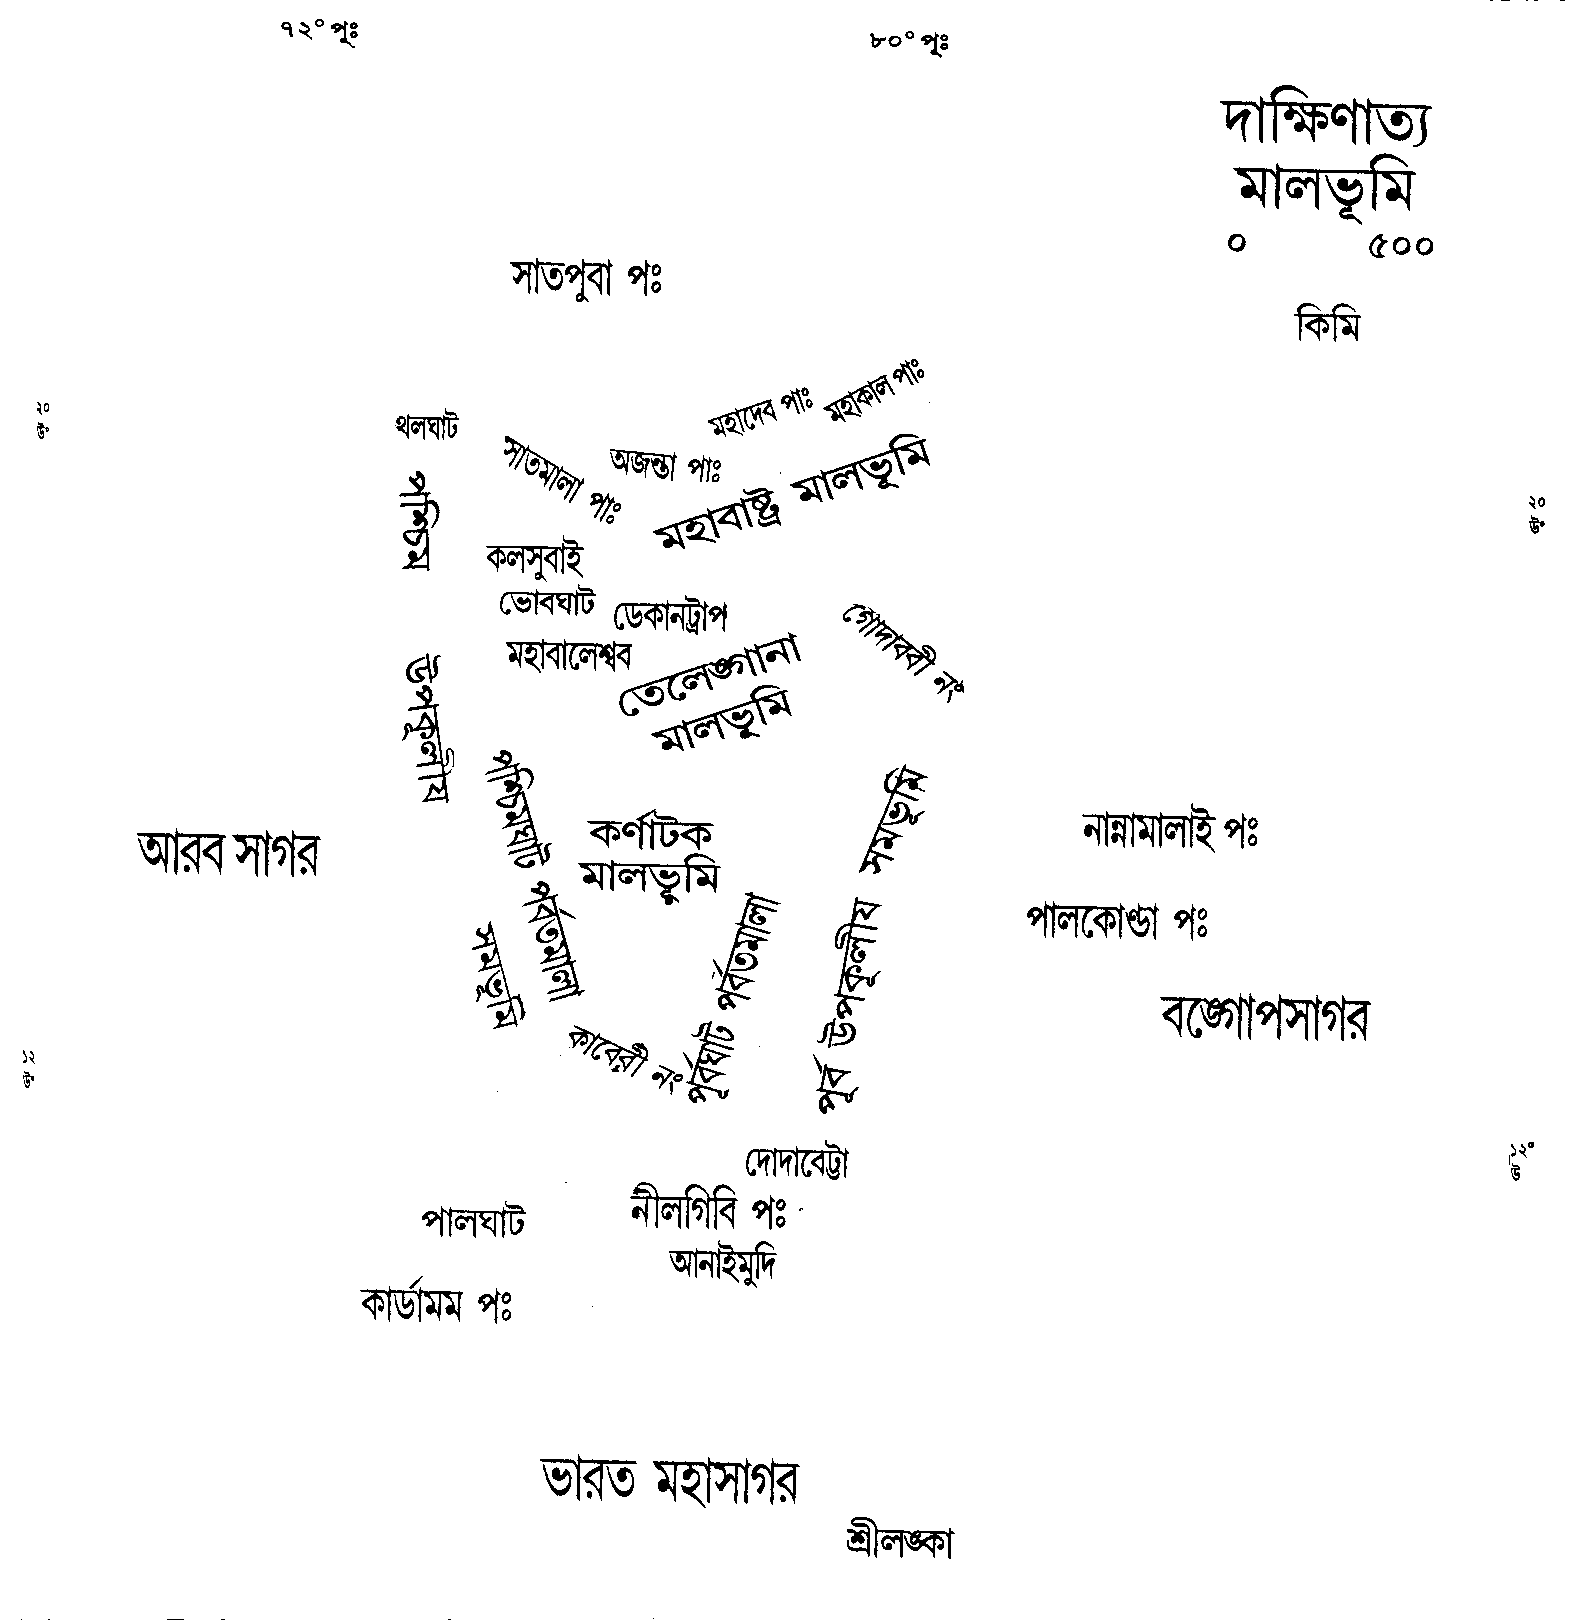 ৭২° পূঃ
৮০° পূঃ
দাক্ষিণাত্য
মালভূমি
০ ৫০০
কিমি
সাতপুবা পঃ
২০
উঃ
থলঘাট
সাতমালা পাঃ
অজন্তা পাঃ
মহাদেব পাঃ
মহাকাল পাঃ
মহাবাষ্ট্র মালভূমি
২০
উঃ
পশ্চিম
উপকূলীয
সমভূমি
কলসুবাই
ভোবঘাট
ডেকানট্রাপ
মহাবালেশ্বব
গোদাববী নং
তেলেঙ্গানা
মালভূমি
পশ্চিমঘাট পর্বতমালা
কর্ণাটক
মালভূমি
আরব সাগর
পূর্বঘাট পর্বতমালা
পূর্ব উপকূলীয সমভূমি
নান্নামালাই পঃ
পালকোণ্ডা পঃ
বঙ্গোপসাগর
কাবেরী নং
১২
উঃ
১২°
উ
দোদাবেট্টা
নীলগিবি পঃ
পালঘাট
আনাইমুদি
কার্ডামম পঃ
ভারত মহাসাগর
শ্রীলঙ্কা